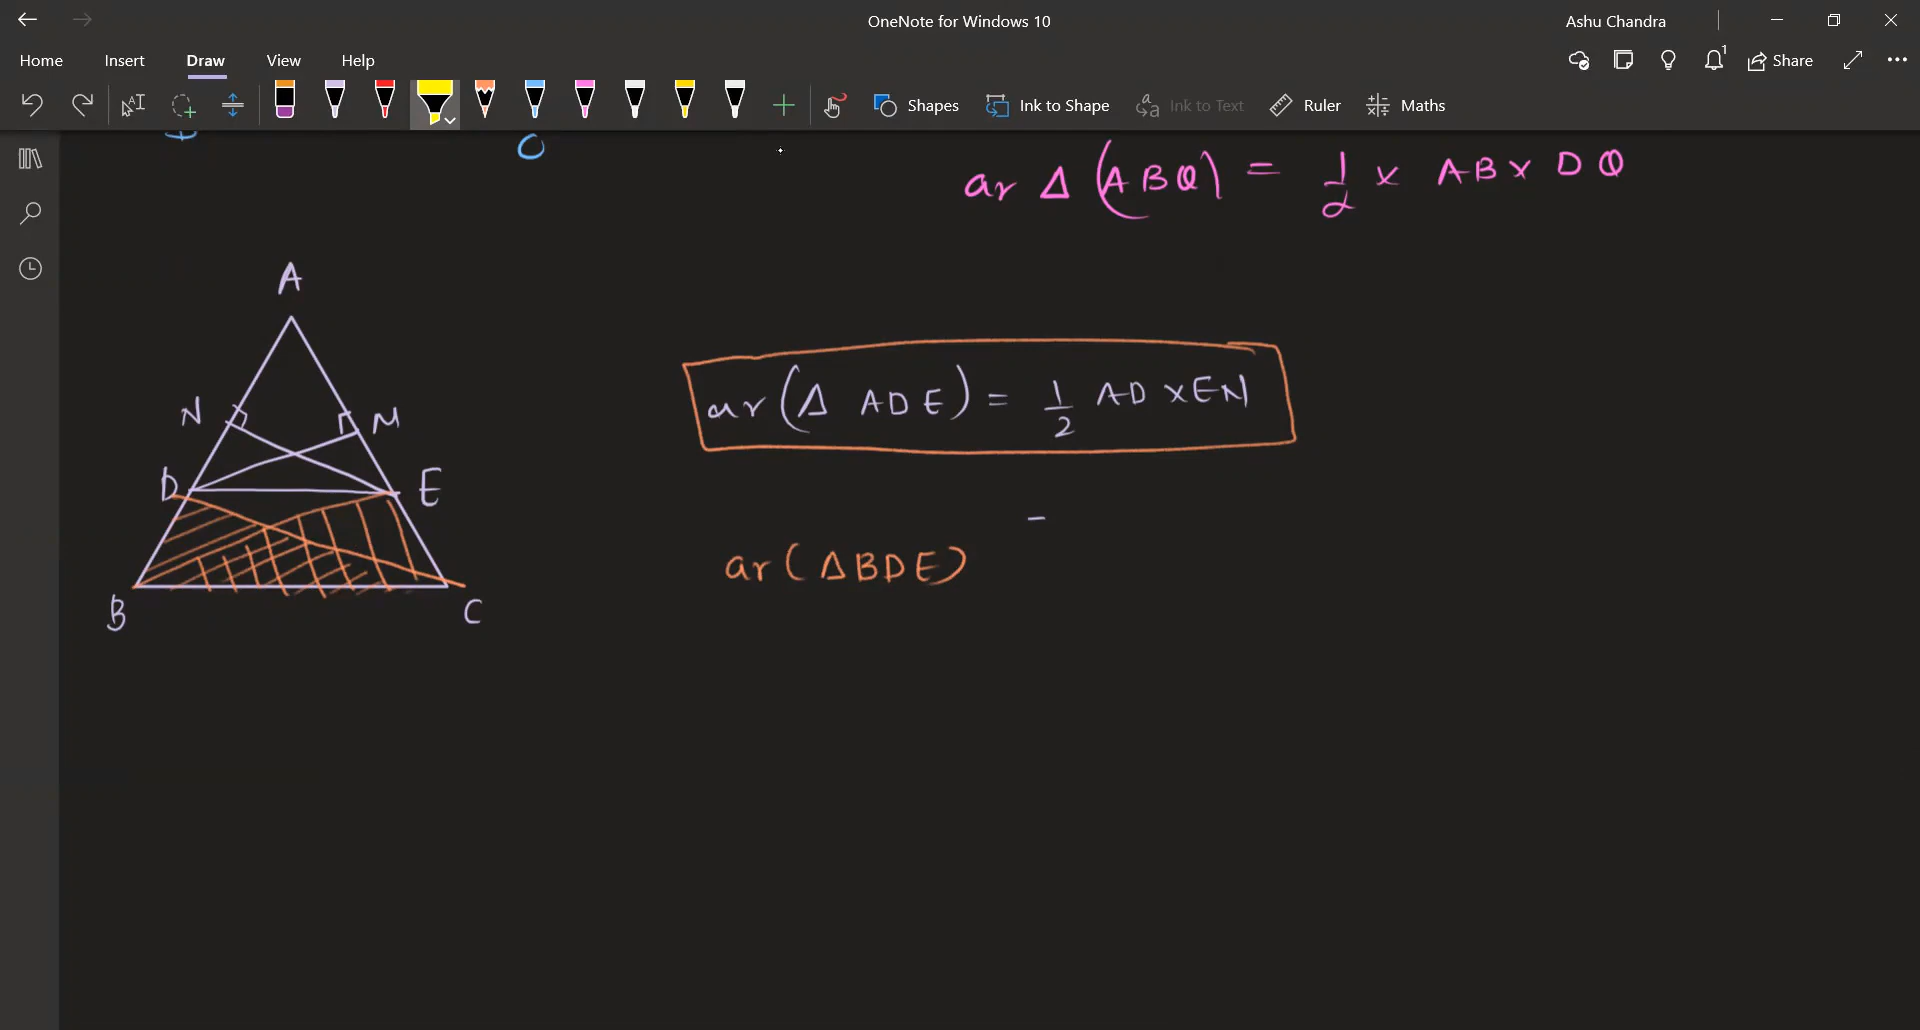 OneNote for Windows 10
Ashu Chandra
Home Insert Draw View Help
1
Share
Shapes Ink to Shape Ink to Text Ruler Maths
ar Δ (ABQ) = 1/2 × AB × DQ
A
N M
D E
B C
ar(Δ ADE) = 1/2 AD × EN
ar(ΔBDE)